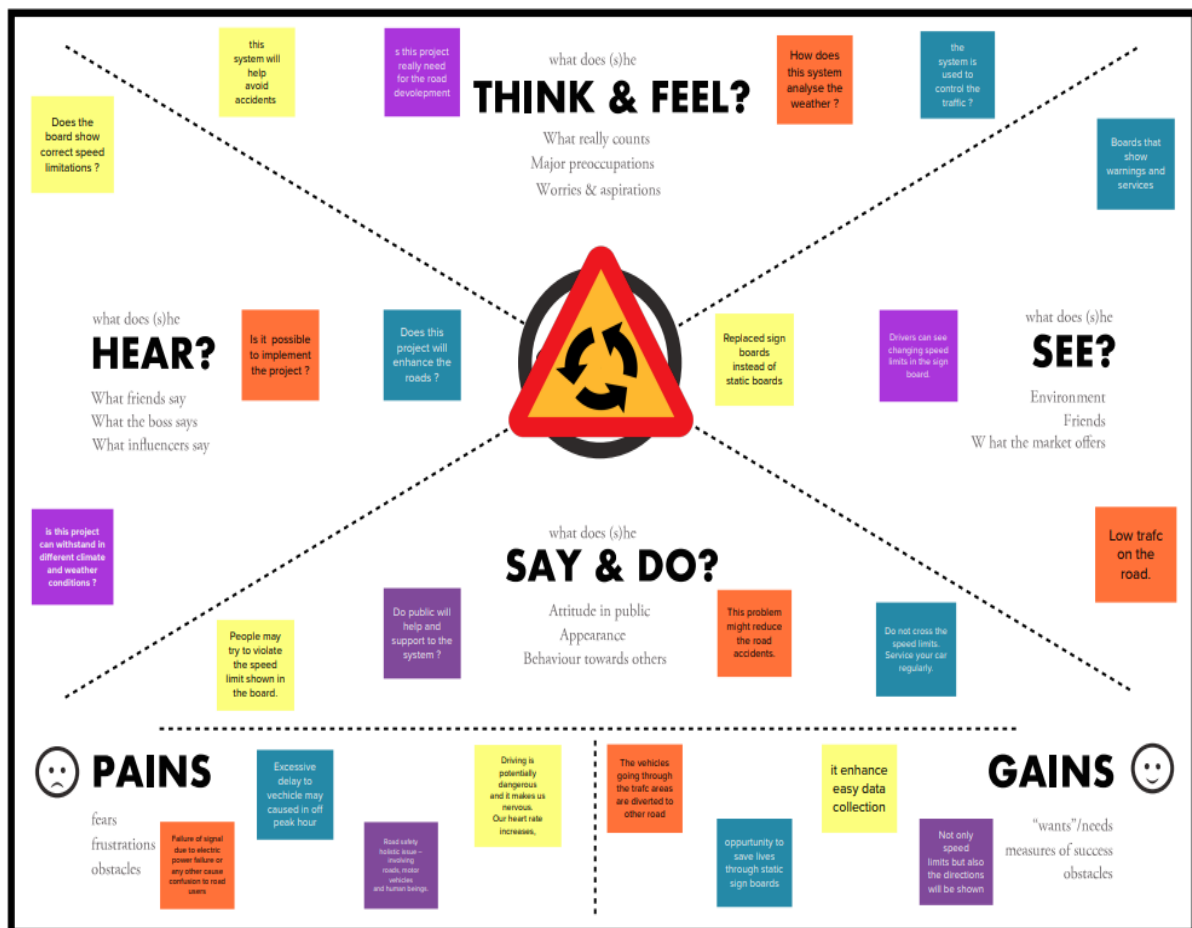 this
system will
help
avoid
accidents
s this project
really need
for the road
devolepment
what does (s)he
THINK & FEEL?
What really counts
Major preoccupations
Worries & aspirations
How does
this system
analyse the
weather ?
the
system is
used to
control the
traffic ?
Does the
board show
correct speed
limitations ?
Boards that
show
warnings and
services
what does (s)he
HEAR?
What friends say
What the boss says
What influencers say
Is it possible
to implement
the project ?
Does this
project will
enhance the
roads ?
is this project
can withstand in
different climate
and weather
conditions ?
Replaced sign
boards
instead of
static boards
Drivers can see
changing speed
limits in the sign
board.
what does (s)he
SEE?
Environment
Friends
W hat the market offers
Low trafc
on the
road.
what does (s)he
SAY & DO?
Attitude in public
Appearance
Behaviour towards others
People may
try to violate
the speed
limit shown in
the board.
Do public will
help and
support to the
system ?
This problem
might reduce
the road
accidents.
Do not cross the
speed limits.
Service your car
regularly.
PAINS
fears
frustrations
obstacles
Failure of signal
due to electric
power failure or
any other cause
confusion to road
users
Excessive
delay to
vechicle may
caused in off
peak hour
Road safety
holistic issue –
involving
roads, motor
vehicles
and human beings.
Driving is
potentially
dangerous
and it makes us
nervous.
Our heart rate
increases,
The vehicles
going through
the trafc areas
are diverted to
other road
oppurtunity to
save lives
through static
sign boards
it enhance
easy data
collection
Not only
speed
limits but also
the directions
will be shown
GAINS
"wants"/needs
measures of success
obstacles